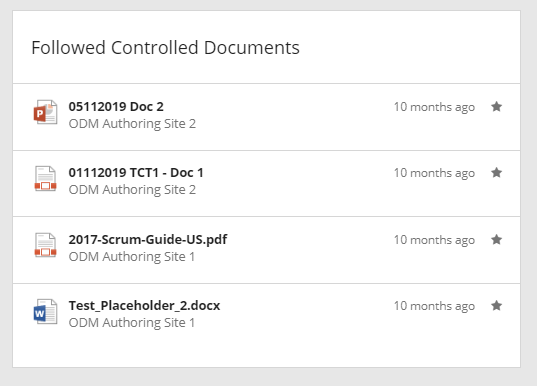 Followed Controlled Documents
05112019 Doc 2 10 months ago
ODM Authoring Site 2
01112019 TCT1 - Doc 1 10 months ago
ODM Authoring Site 2
2017-Scrum-Guide-US.pdf 10 months ago
ODM Authoring Site 1
Test_Placeholder_2.docx 10 months ago
ODM Authoring Site 1